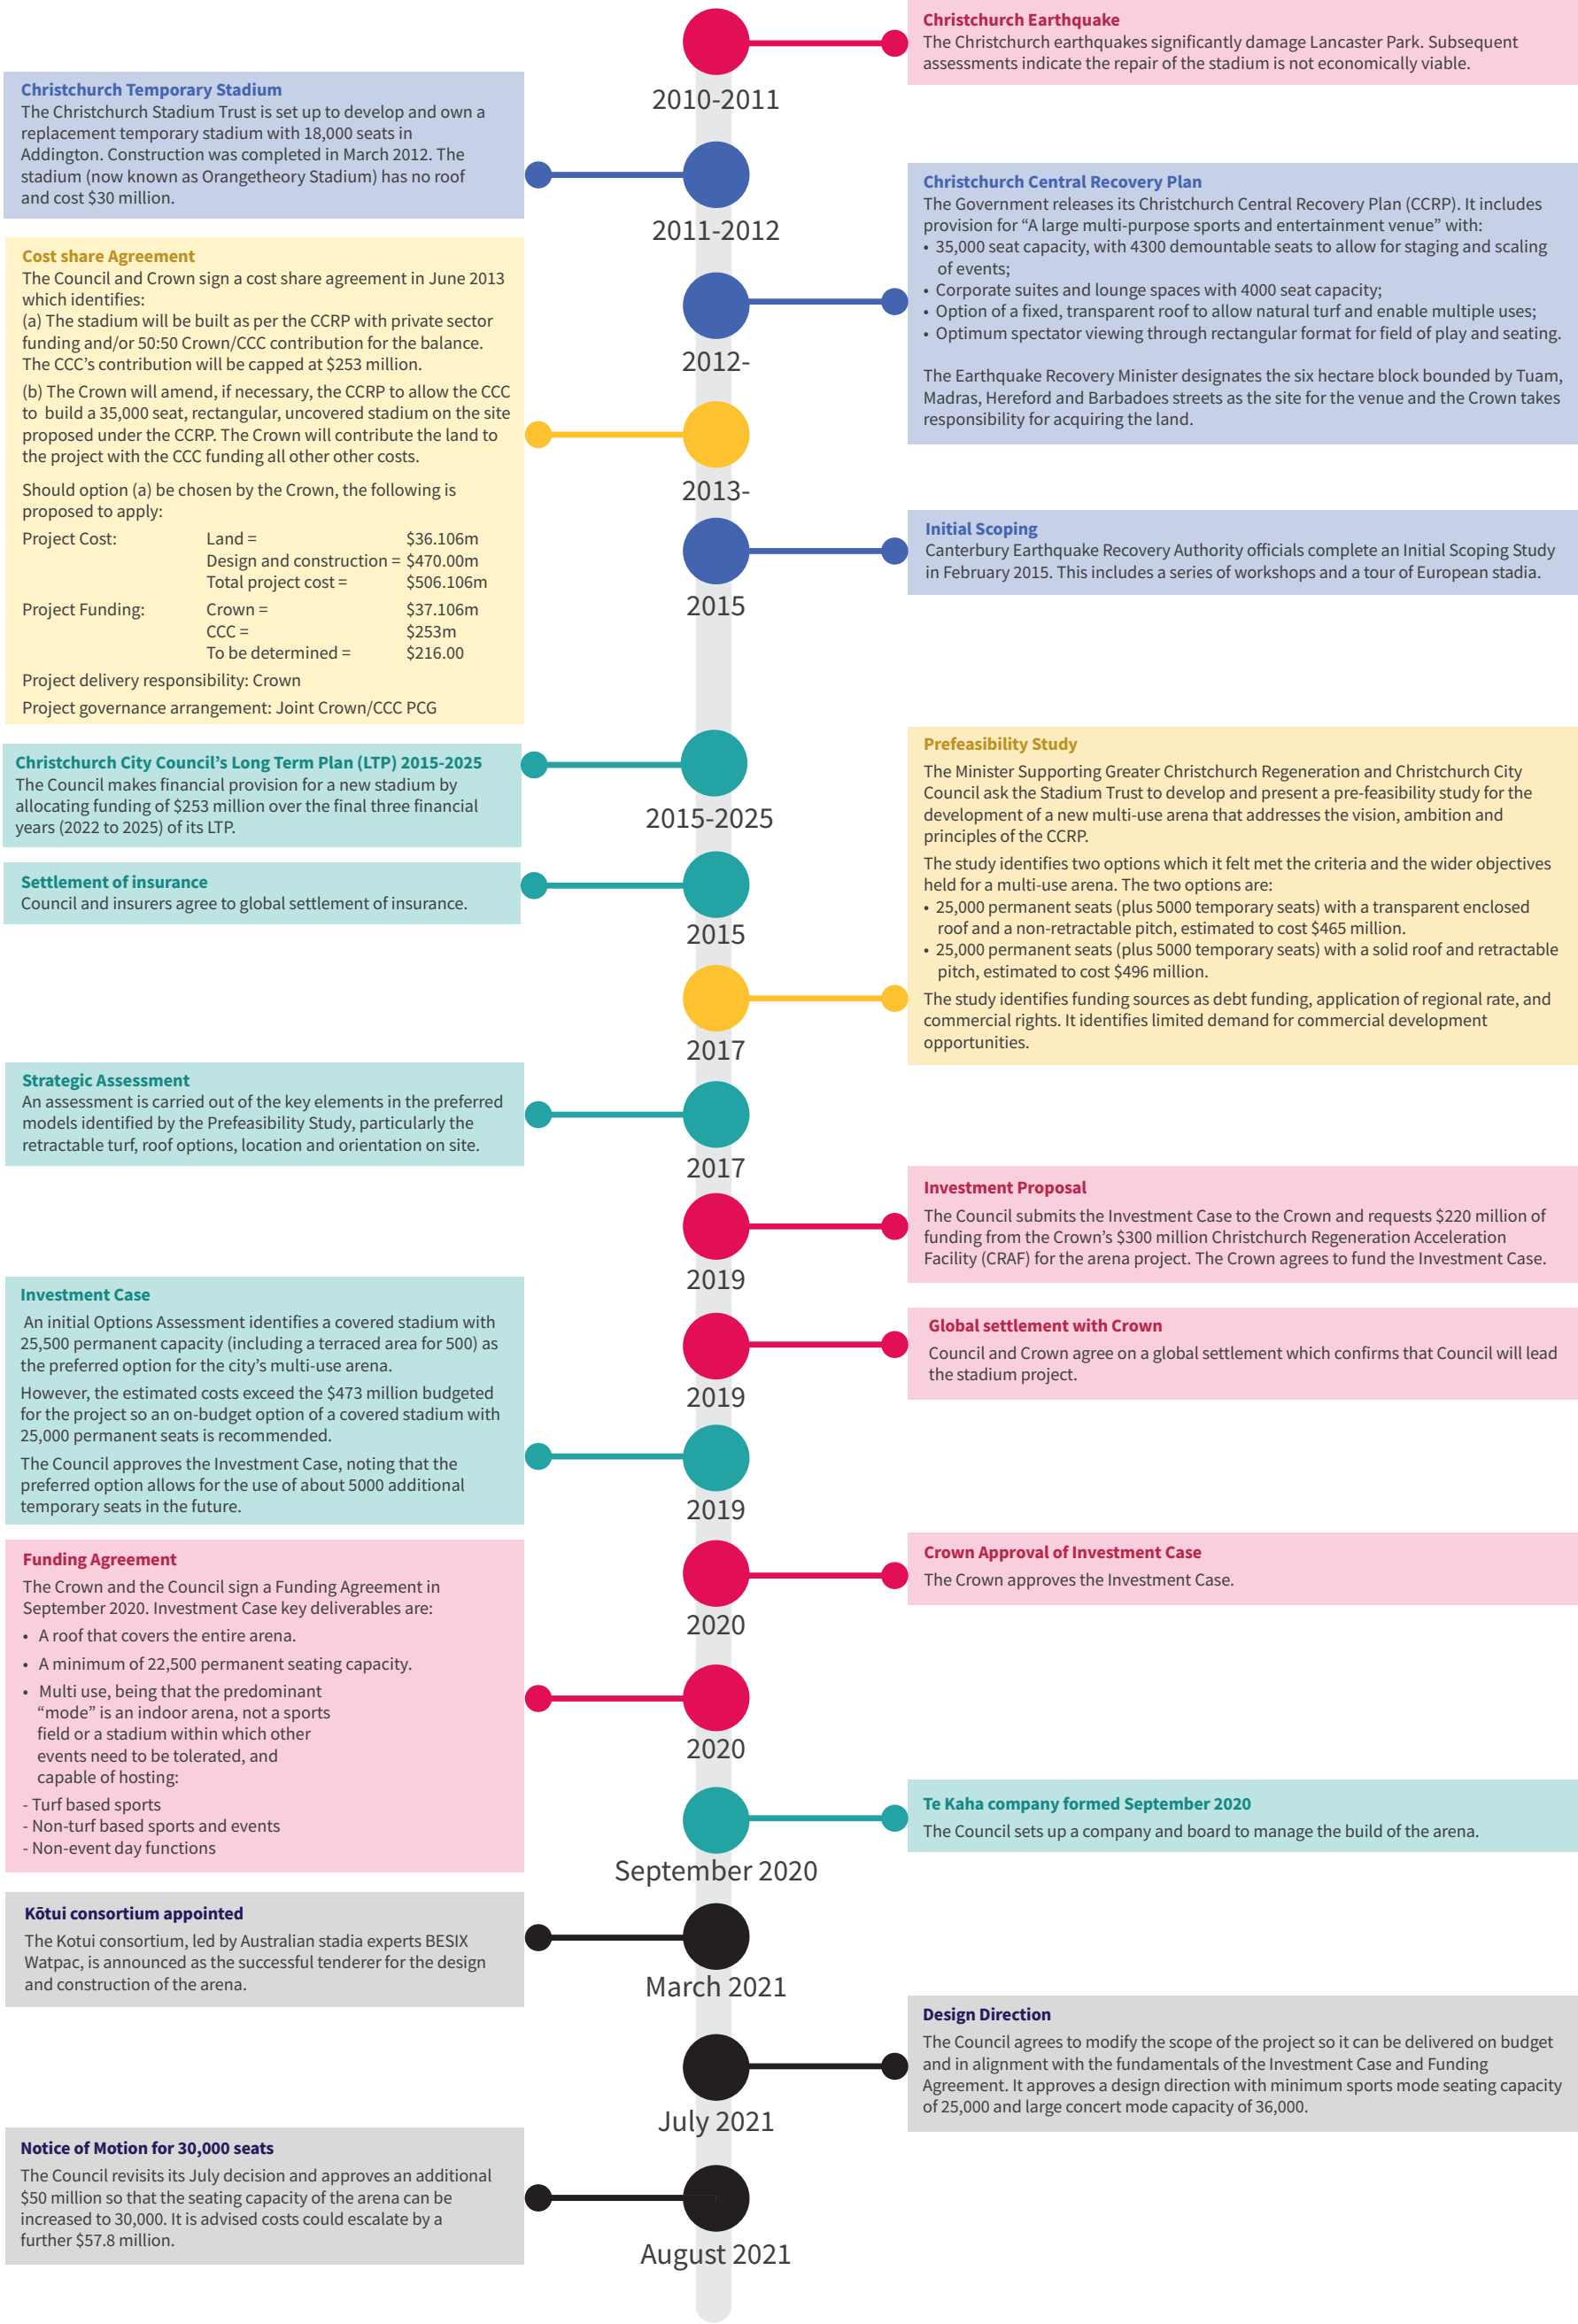 Christchurch Earthquake
The Christchurch earthquakes significantly damage Lancaster Park. Subsequent
assessments indicate the repair of the stadium is not economically viable.
2010-2011
Christchurch Temporary Stadium
The Christchurch Stadium Trust is set up to develop and own a
replacement temporary stadium with 18,000 seats in
Addington. Construction was completed in March 2012. The
stadium (now known as Orangetheory Stadium) has no roof
and cost $30 million.
2011-2012
Christchurch Central Recovery Plan
The Government releases its Christchurch Central Recovery Plan (CCRP). It includes
provision for “A large multi-purpose sports and entertainment venue” with:
• 35,000 seat capacity, with 4300 demountable seats to allow for staging and scaling
of events;
• Corporate suites and lounge spaces with 4000 seat capacity;
• Option of a fixed, transparent roof to allow natural turf and enable multiple uses;
• Optimum spectator viewing through rectangular format for field of play and seating.
The Earthquake Recovery Minister designates the six hectare block bounded by Tuam,
Madras, Hereford and Barbadoes streets as the site for the venue and the Crown takes
responsibility for acquiring the land.
2012-
Cost share Agreement
The Council and Crown sign a cost share agreement in June 2013
which identifies:
(a) The stadium will be built as per the CCRP with private sector
funding and/or 50:50 Crown/CCC contribution for the balance.
The CCC’s contribution will be capped at $253 million.
(b) The Crown will amend, if necessary, the CCRP to allow the CCC
to build a 35,000 seat, rectangular, uncovered stadium on the site
proposed under the CCRP. The Crown will contribute the land to
the project with the CCC funding all other other costs.
Should option (a) be chosen by the Crown, the following is
proposed to apply:
Project Cost: Land = $36.106m
Design and construction = $470.00m
Total project cost = $506.106m
Project Funding: Crown = $37.106m
CCC = $253m
To be determined = $216.00
Project delivery responsibility: Crown
Project governance arrangement: Joint Crown/CCC PCG
2013-
Initial Scoping
Canterbury Earthquake Recovery Authority officials complete an Initial Scoping Study
in February 2015. This includes a series of workshops and a tour of European stadia.
2015
Christchurch City Council’s Long Term Plan (LTP) 2015-2025
The Council makes financial provision for a new stadium by
allocating funding of $253 million over the final three financial
years (2022 to 2025) of its LTP.
2015-2025
Settlement of insurance
Council and insurers agree to global settlement of insurance.
2015
Prefeasibility Study
The Minister Supporting Greater Christchurch Regeneration and Christchurch City
Council ask the Stadium Trust to develop and present a pre-feasibility study for the
development of a new multi-use arena that addresses the vision, ambition and
principles of the CCRP.
The study identifies two options which it felt met the criteria and the wider objectives
held for a multi-use arena. The two options are:
• 25,000 permanent seats (plus 5000 temporary seats) with a transparent enclosed
roof and a non-retractable pitch, estimated to cost $465 million.
• 25,000 permanent seats (plus 5000 temporary seats) with a solid roof and retractable
pitch, estimated to cost $496 million.
The study identifies funding sources as debt funding, application of regional rate, and
commercial rights. It identifies limited demand for commercial development
opportunities.
2017
Strategic Assessment
An assessment is carried out of the key elements in the preferred
models identified by the Prefeasibility Study, particularly the
retractable turf, roof options, location and orientation on site.
2017
Investment Proposal
The Council submits the Investment Case to the Crown and requests $220 million of
funding from the Crown’s $300 million Christchurch Regeneration Acceleration
Facility (CRAF) for the arena project. The Crown agrees to fund the Investment Case.
2019
Global settlement with Crown
Council and Crown agree on a global settlement which confirms that Council will lead
the stadium project.
2019
Investment Case
An initial Options Assessment identifies a covered stadium with
25,500 permanent capacity (including a terraced area for 500) as
the preferred option for the city’s multi-use arena.
However, the estimated costs exceed the $473 million budgeted
for the project so an on-budget option of a covered stadium with
25,000 permanent seats is recommended.
The Council approves the Investment Case, noting that the
preferred option allows for the use of about 5000 additional
temporary seats in the future.
2019
Crown Approval of Investment Case
The Crown approves the Investment Case.
2020
Funding Agreement
The Crown and the Council sign a Funding Agreement in
September 2020. Investment Case key deliverables are:
• A roof that covers the entire arena.
• A minimum of 22,500 permanent seating capacity.
• Multi use, being that the predominant
“mode” is an indoor arena, not a sports
field or a stadium within which other
events need to be tolerated, and
capable of hosting:
- Turf based sports
- Non-turf based sports and events
- Non-event day functions
2020
Te Kaha company formed September 2020
The Council sets up a company and board to manage the build of the arena.
September 2020
Kōtui consortium appointed
The Kotui consortium, led by Australian stadia experts BESIX
Watpac, is announced as the successful tenderer for the design
and construction of the arena.
March 2021
Design Direction
The Council agrees to modify the scope of the project so it can be delivered on budget
and in alignment with the fundamentals of the Investment Case and Funding
Agreement. It approves a design direction with minimum sports mode seating capacity
of 25,000 and large concert mode capacity of 36,000.
July 2021
Notice of Motion for 30,000 seats
The Council revisits its July decision and approves an additional
$50 million so that the seating capacity of the arena can be
increased to 30,000. It is advised costs could escalate by a
further $57.8 million.
August 2021